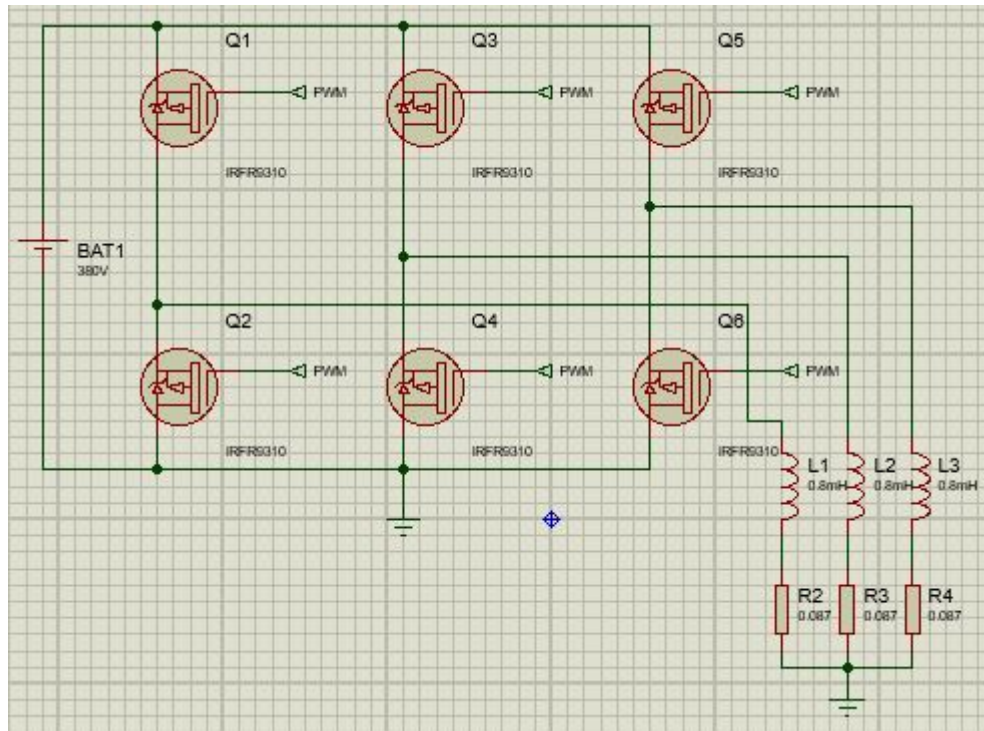 Q1
Q3
Q5
PWM
PWM
PWM
IRFR9310
IRFR9310
IRFR9310
BAT1
380V
Q2
Q4
Q6
PWM
PWM
PWM
IRFR9310
IRFR9310
IRFR9310
L1
0.8mH
L2
0.8mH
L3
0.8mH
R2
0.087
R3
0.087
R4
0.087